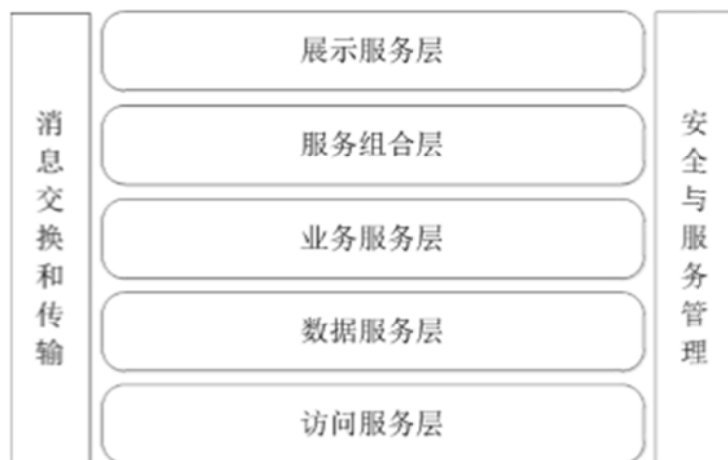 消息交换和传输
展示服务层
服务组合层
业务服务层
数据服务层
访问服务层
安全与服务管理